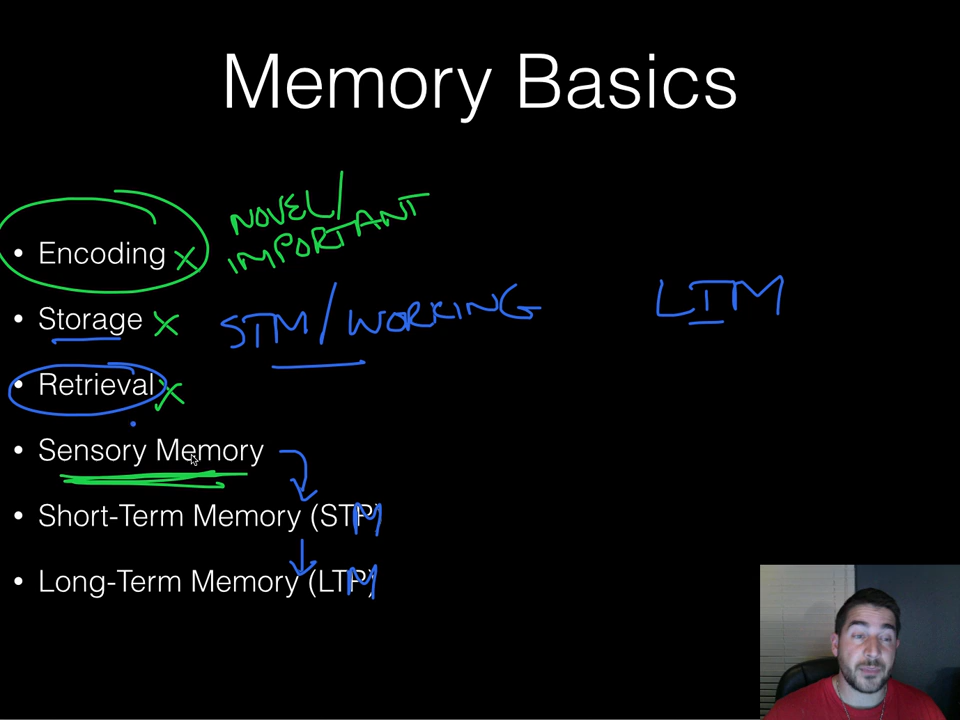 Memory Basics
• Encoding x NOVEL/
IMPORTANT
• Storage x STM/WORKING LTM
• Retrieval x
• Sensory Memory
• Short-Term Memory (STM)
• Long-Term Memory (LTM)